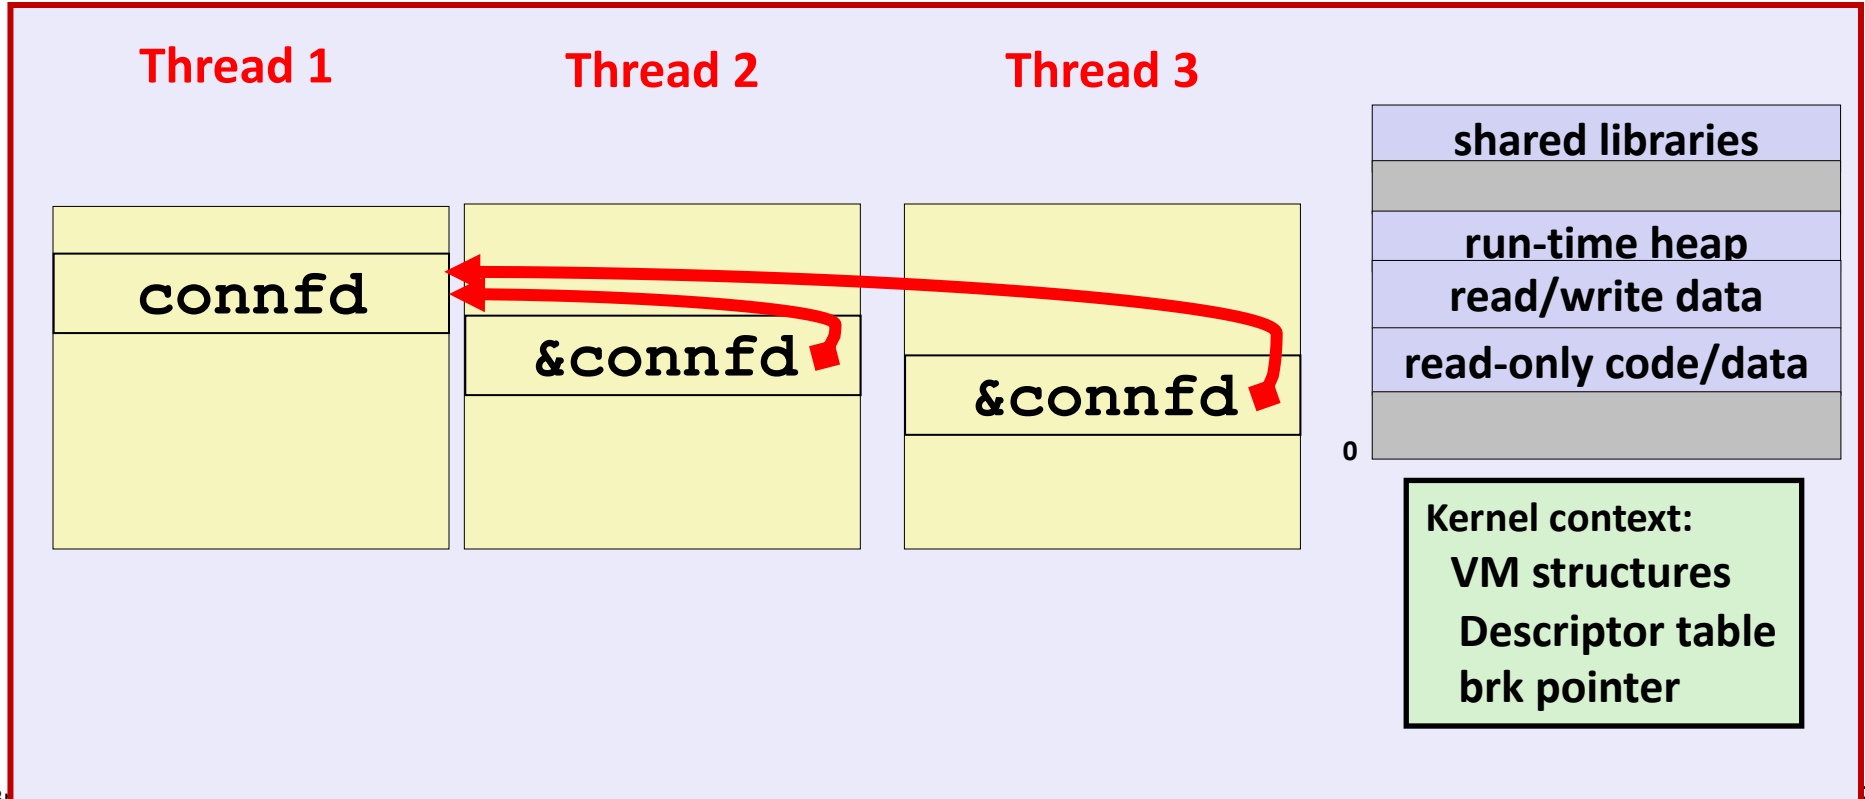 Thread 1
Thread 2
Thread 3
connfd
&connfd
&connfd
shared libraries
run-time heap
read/write data
read-only code/data
0
Kernel context:
VM structures
Descriptor table
brk pointer